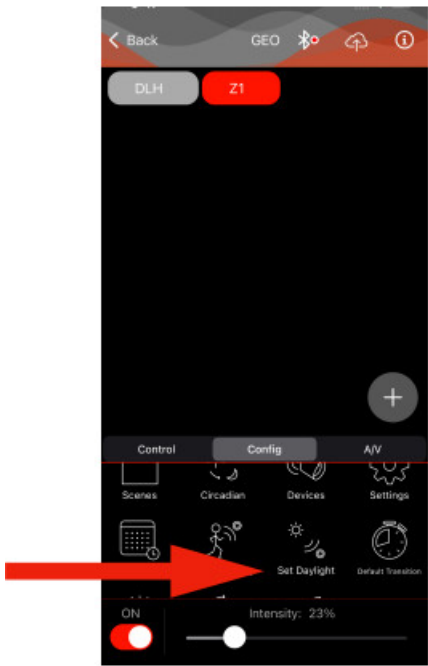 Back GEO
DLH Z1
Control Config A/V
Scenes Circadian Devices Settings
Set Daylight Default Transition
ON Intensity: 23%